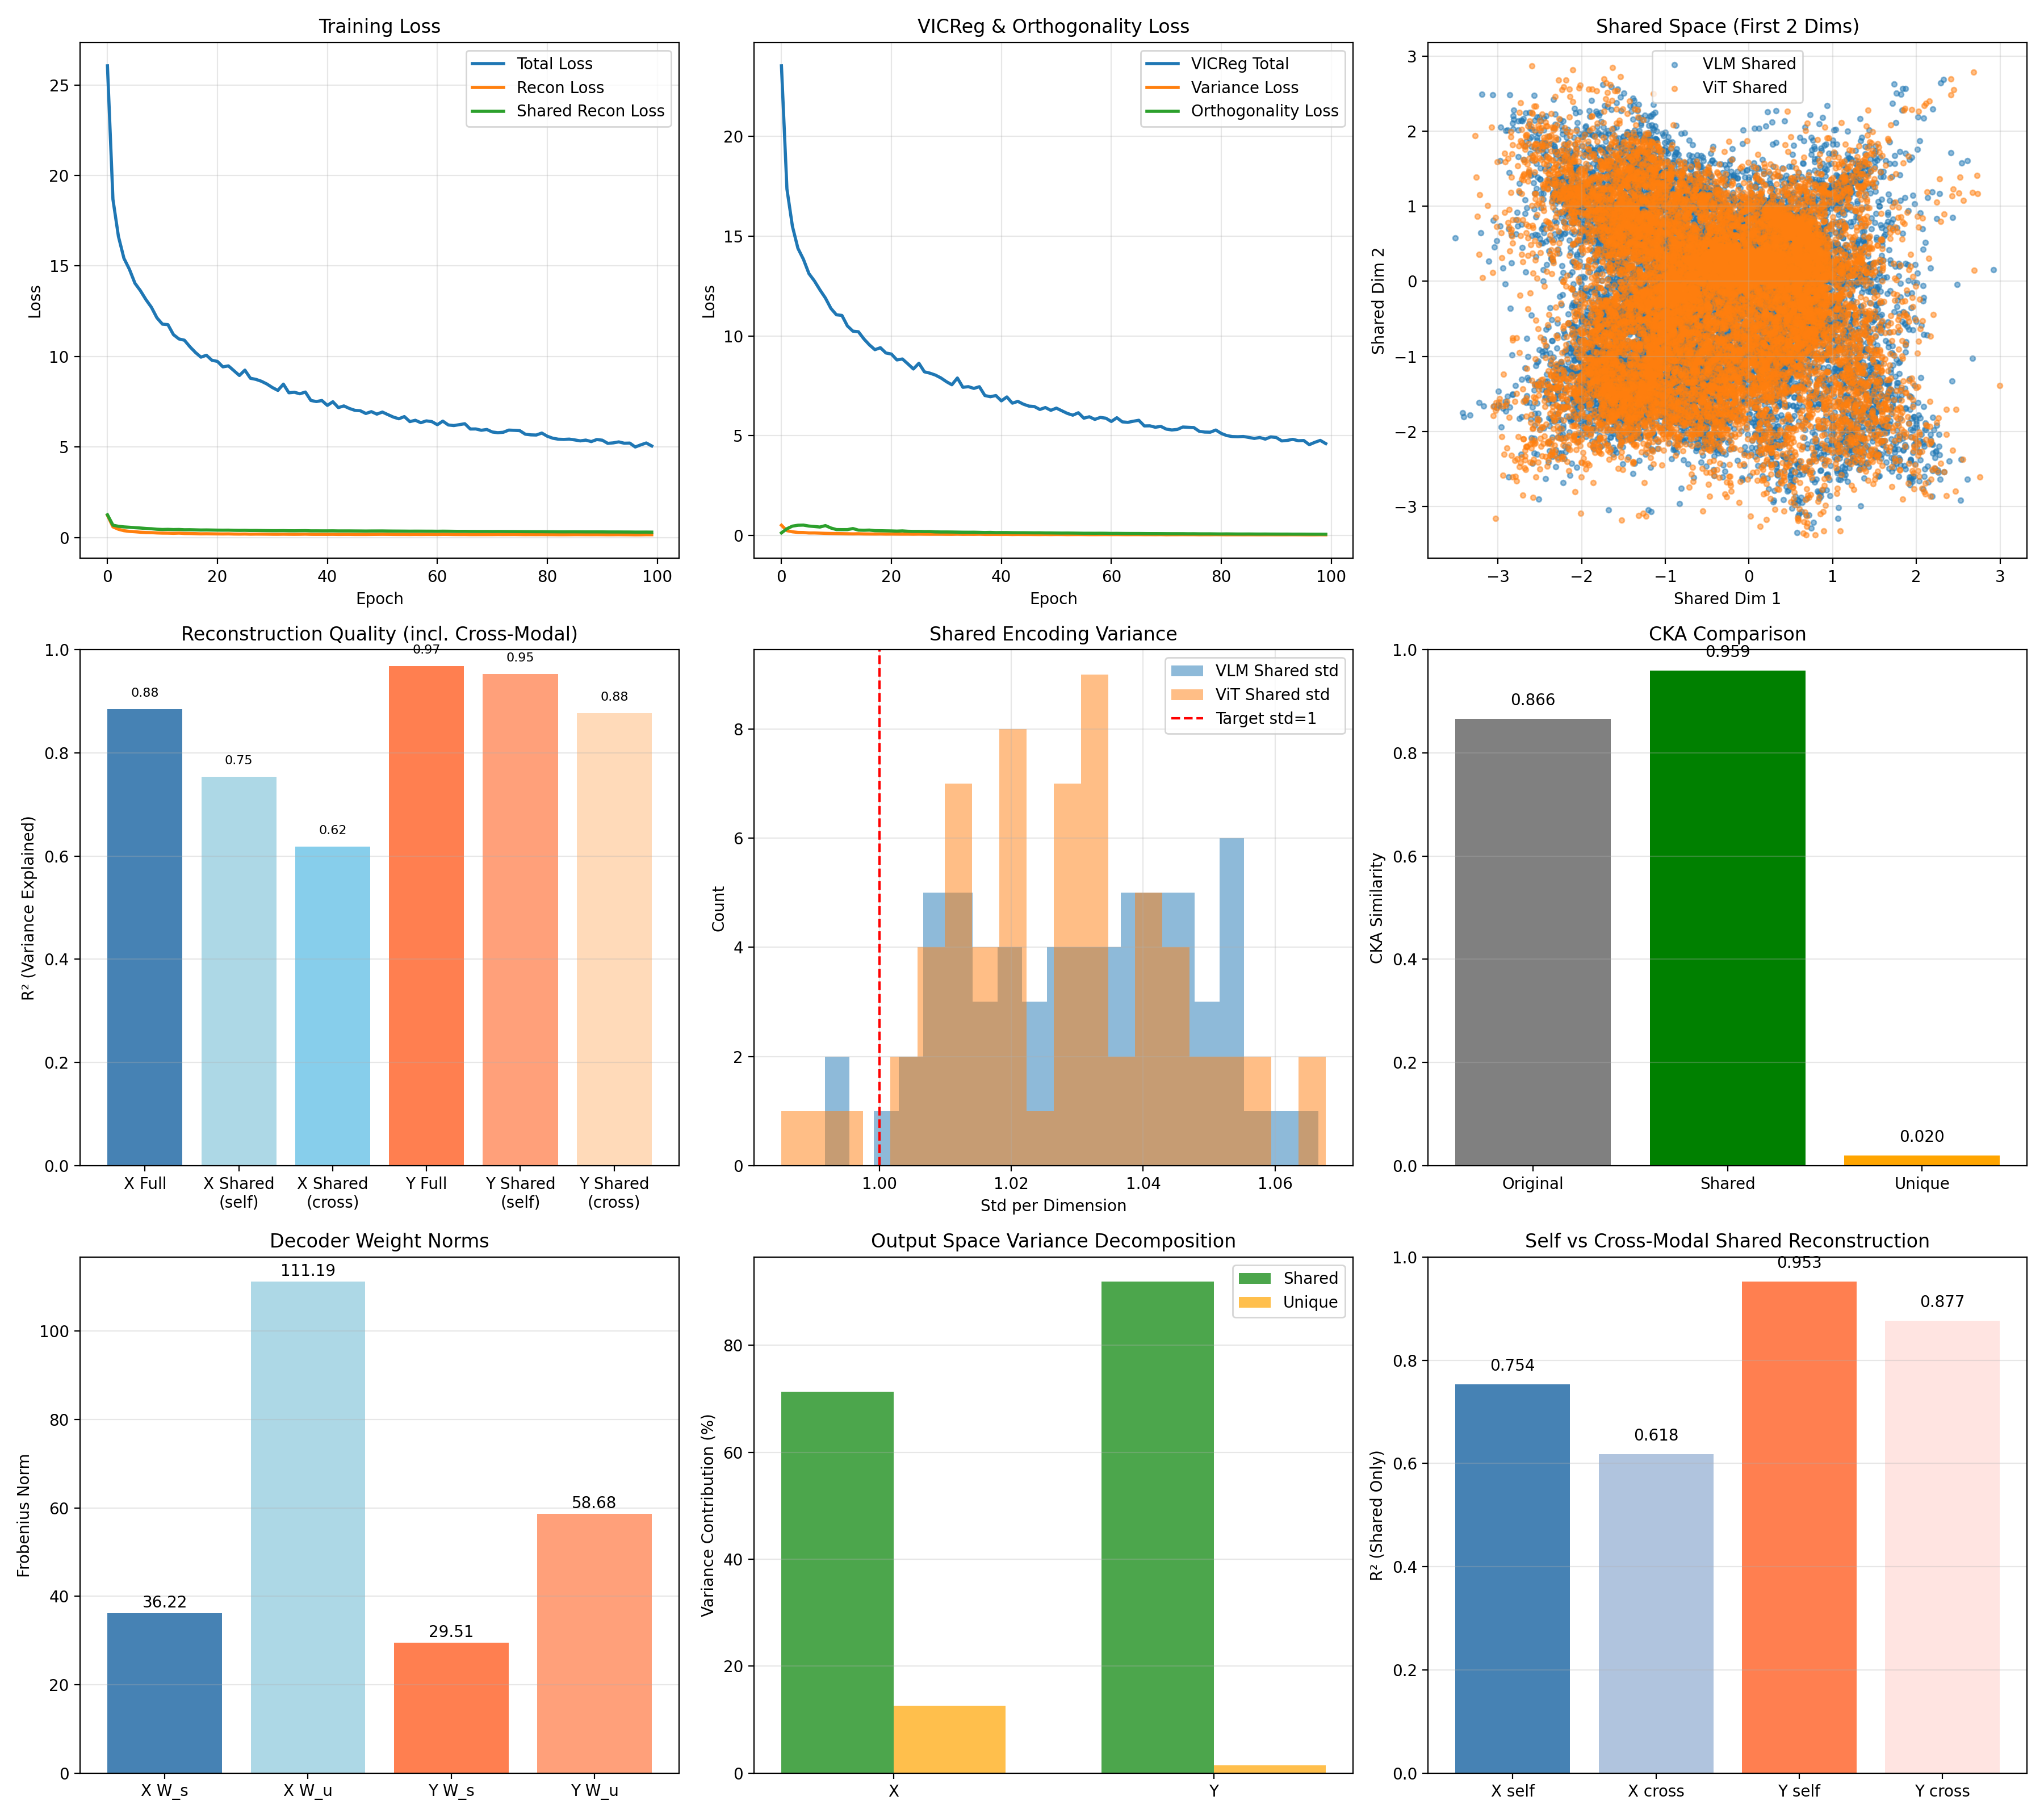 Training Loss
Loss
25
20
15
10
5
0
Total Loss
Recon Loss
Shared Recon Loss
0 20 40 60 80 100
Epoch
VICReg & Orthogonality Loss
Loss
20
15
10
5
0
VICReg Total
Variance Loss
Orthogonality Loss
0 20 40 60 80 100
Epoch
Shared Space (First 2 Dims)
Shared Dim 2
3
2
1
0
−1
−2
−3
VLM Shared
ViT Shared
−3 −2 −1 0 1 2 3
Shared Dim 1
Reconstruction Quality (incl. Cross-Modal)
R² (Variance Explained)
1.0
0.8
0.6
0.4
0.2
0.0
0.88
0.75
0.62
0.97
0.95
0.88
X Full
X Shared
(self)
X Shared
(cross)
Y Full
Y Shared
(self)
Y Shared
(cross)
Shared Encoding Variance
Count
8
6
4
2
0
VLM Shared std
ViT Shared std
Target std=1
1.00 1.02 1.04 1.06
Std per Dimension
CKA Comparison
CKA Similarity
1.0
0.8
0.6
0.4
0.2
0.0
0.866
0.959
0.020
Original Shared Unique
Decoder Weight Norms
Frobenius Norm
100
80
60
40
20
0
36.22
111.19
29.51
58.68
X W_s X W_u Y W_s Y W_u
Output Space Variance Decomposition
Variance Contribution (%)
80
60
40
20
0
Shared
Unique
X Y
Self vs Cross-Modal Shared Reconstruction
R² (Shared Only)
1.0
0.8
0.6
0.4
0.2
0.0
0.754
0.618
0.953
0.877
X self X cross Y self Y cross